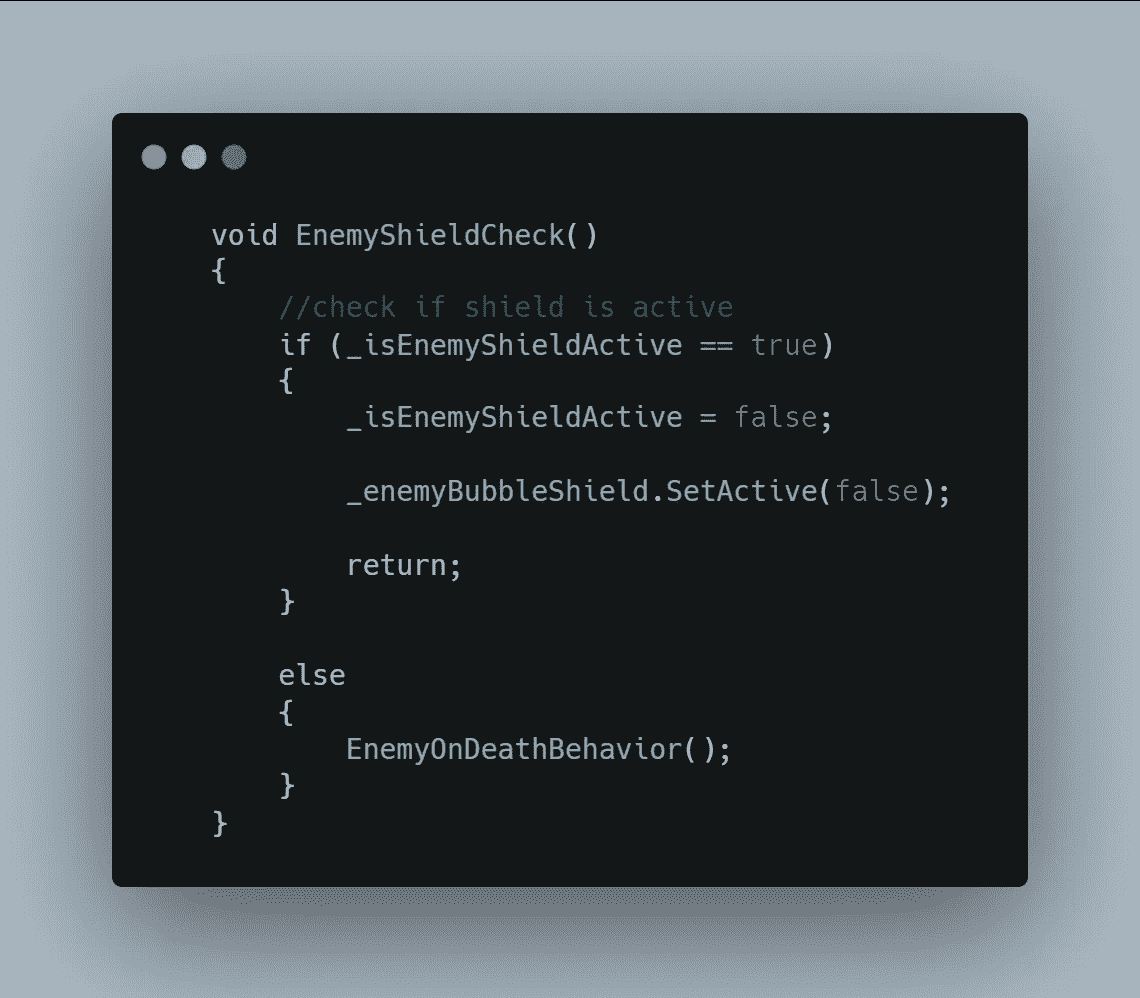 void EnemyShieldCheck()
{
    //check if shield is active
    if (_isEnemyShieldActive == true)
    {
        _isEnemyShieldActive = false;

        _enemyBubbleShield.SetActive(false);

        return;
    }

    else
    {
        EnemyOnDeathBehavior();
    }
}